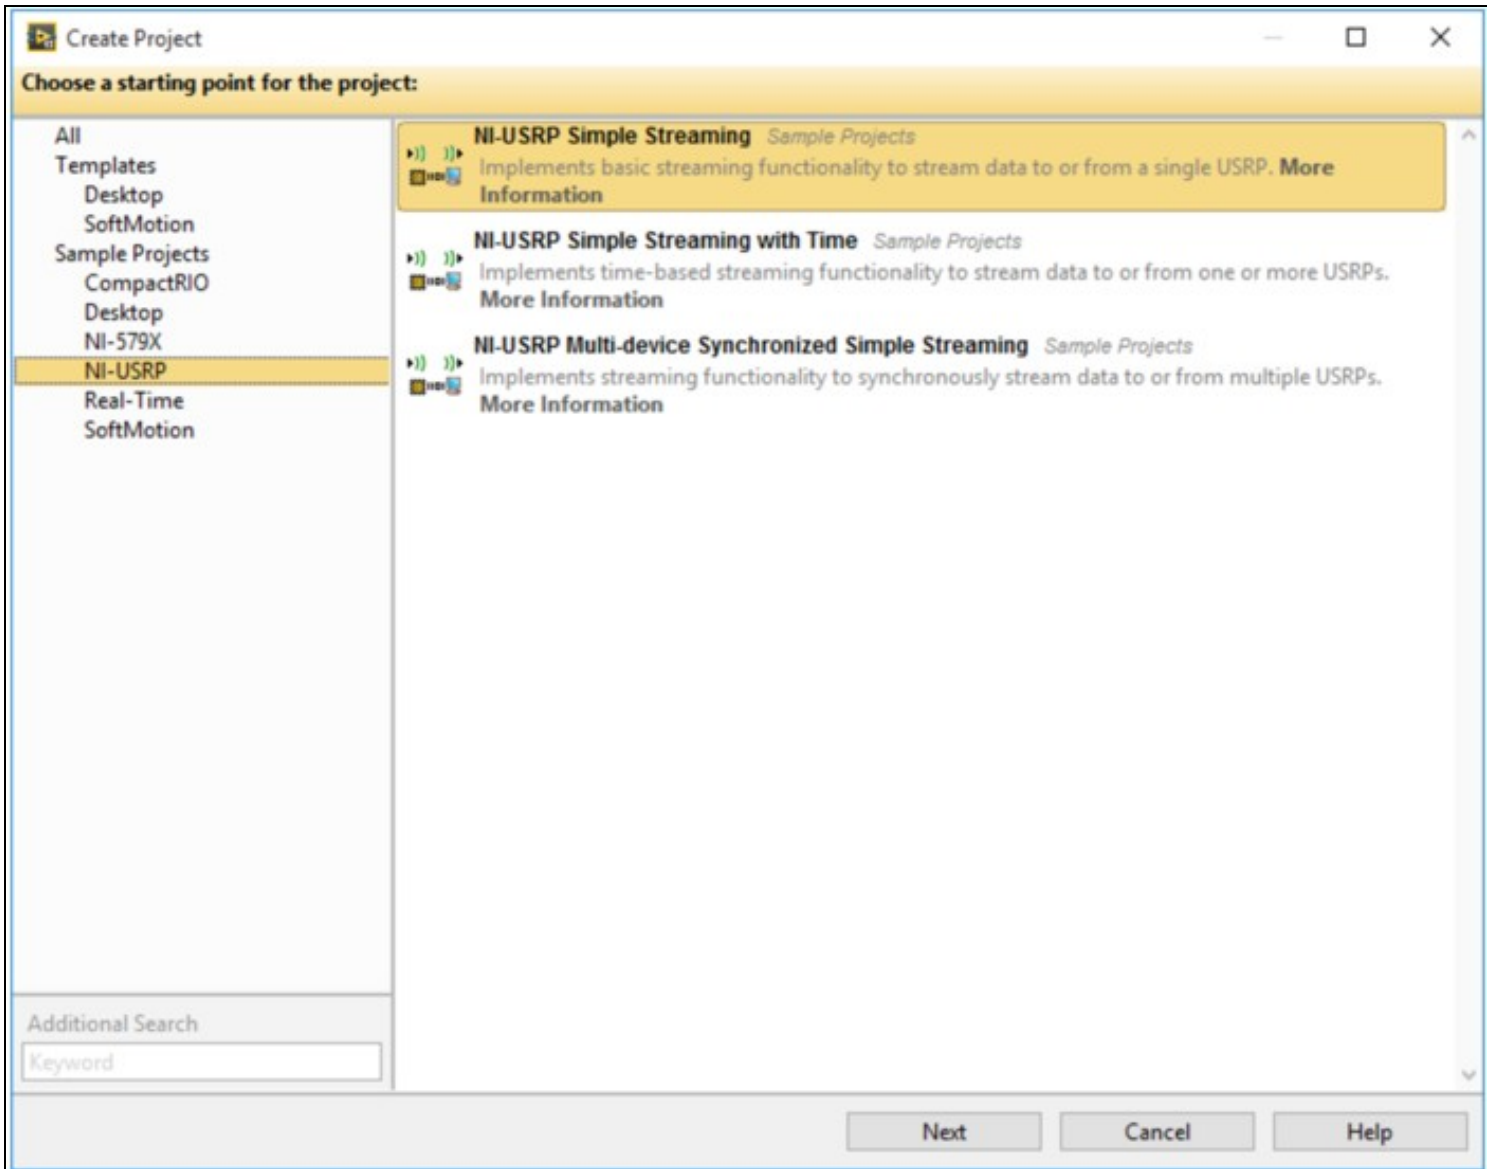 Create Project
Choose a starting point for the project:
All
Templates
Desktop
SoftMotion
Sample Projects
CompactRIO
Desktop
NI-579X
NI-USRP
Real-Time
SoftMotion
NI-USRP Simple Streaming Sample Projects
Implements basic streaming functionality to stream data to or from a single USRP. More
Information
NI-USRP Simple Streaming with Time Sample Projects
Implements time-based streaming functionality to stream data to or from one or more USRPs.
More Information
NI-USRP Multi-device Synchronized Simple Streaming Sample Projects
Implements streaming functionality to synchronously stream data to or from multiple USRPs.
More Information
Additional Search
Keyword
Next
Cancel
Help